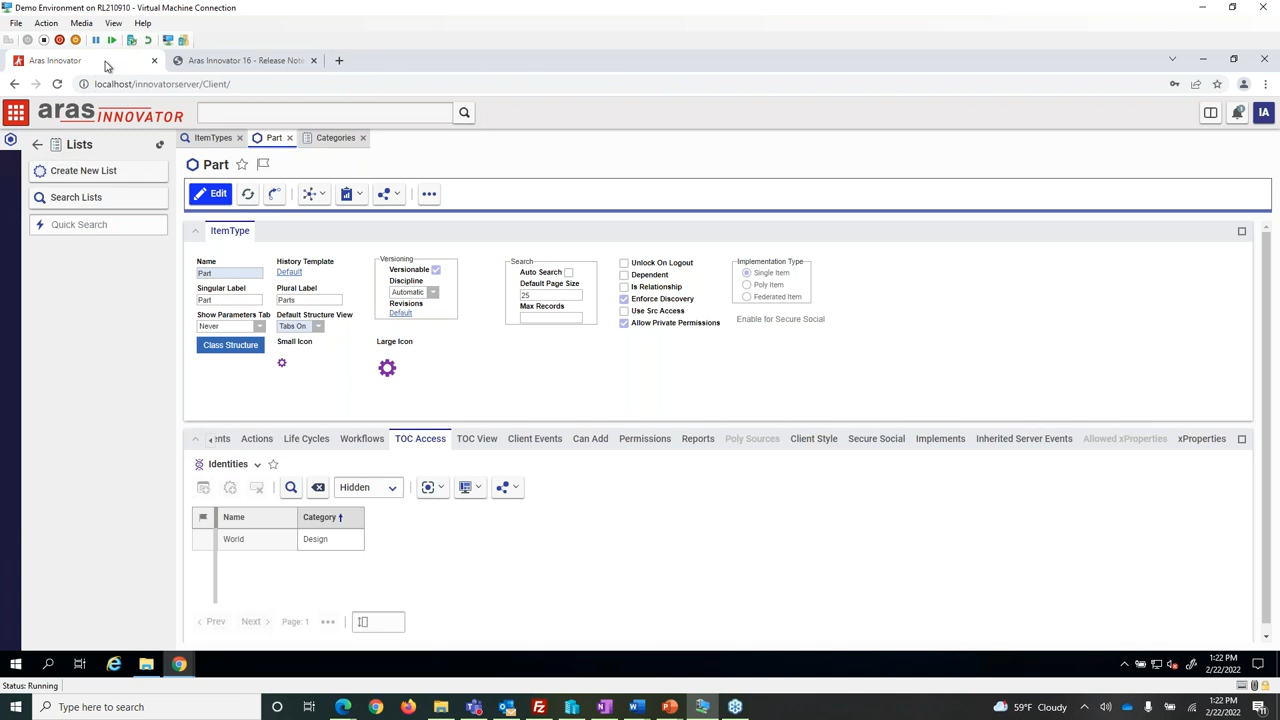 Demo Environment on RL210910 - Virtual Machine Connection
File Action Media View Help
Aras Innovator
Aras Innovator 16 - Release Note
localhost/innovatorserver/Client/
aras INNOVATOR
IA
Lists
ItemTypes
Part
Categories
Create New List
Search Lists
Quick Search
Part
Edit
ItemType
Name
Part
History Template
Default
Singular Label
Part
Plural Label
Parts
Show Parameters Tab
Never
Default Structure View
Tabs On
Class Structure
Small Icon
Large Icon
Versioning
Versionable
Discipline
Automatic
Revisions
Default
Search
Auto Search
Default Page Size
25
Max Records
Unlock On Logout
Dependent
Is Relationship
Enforce Discovery
Use Src Access
Allow Private Permissions
Implementation Type
Single Item
Poly Item
Federated Item
Enable for Secure Social
ents Actions Life Cycles Workflows TOC Access TOC View Client Events Can Add Permissions Reports Poly Sources Client Style Secure Social Implements Inherited Server Events Allowed xProperties xProperties
Identities
Hidden
Name Category
World Design
Prev Next Page: 1
1:22 PM
2/22/2022
Status: Running
Type here to search
59°F Cloudy
1:22 PM
2/22/2022